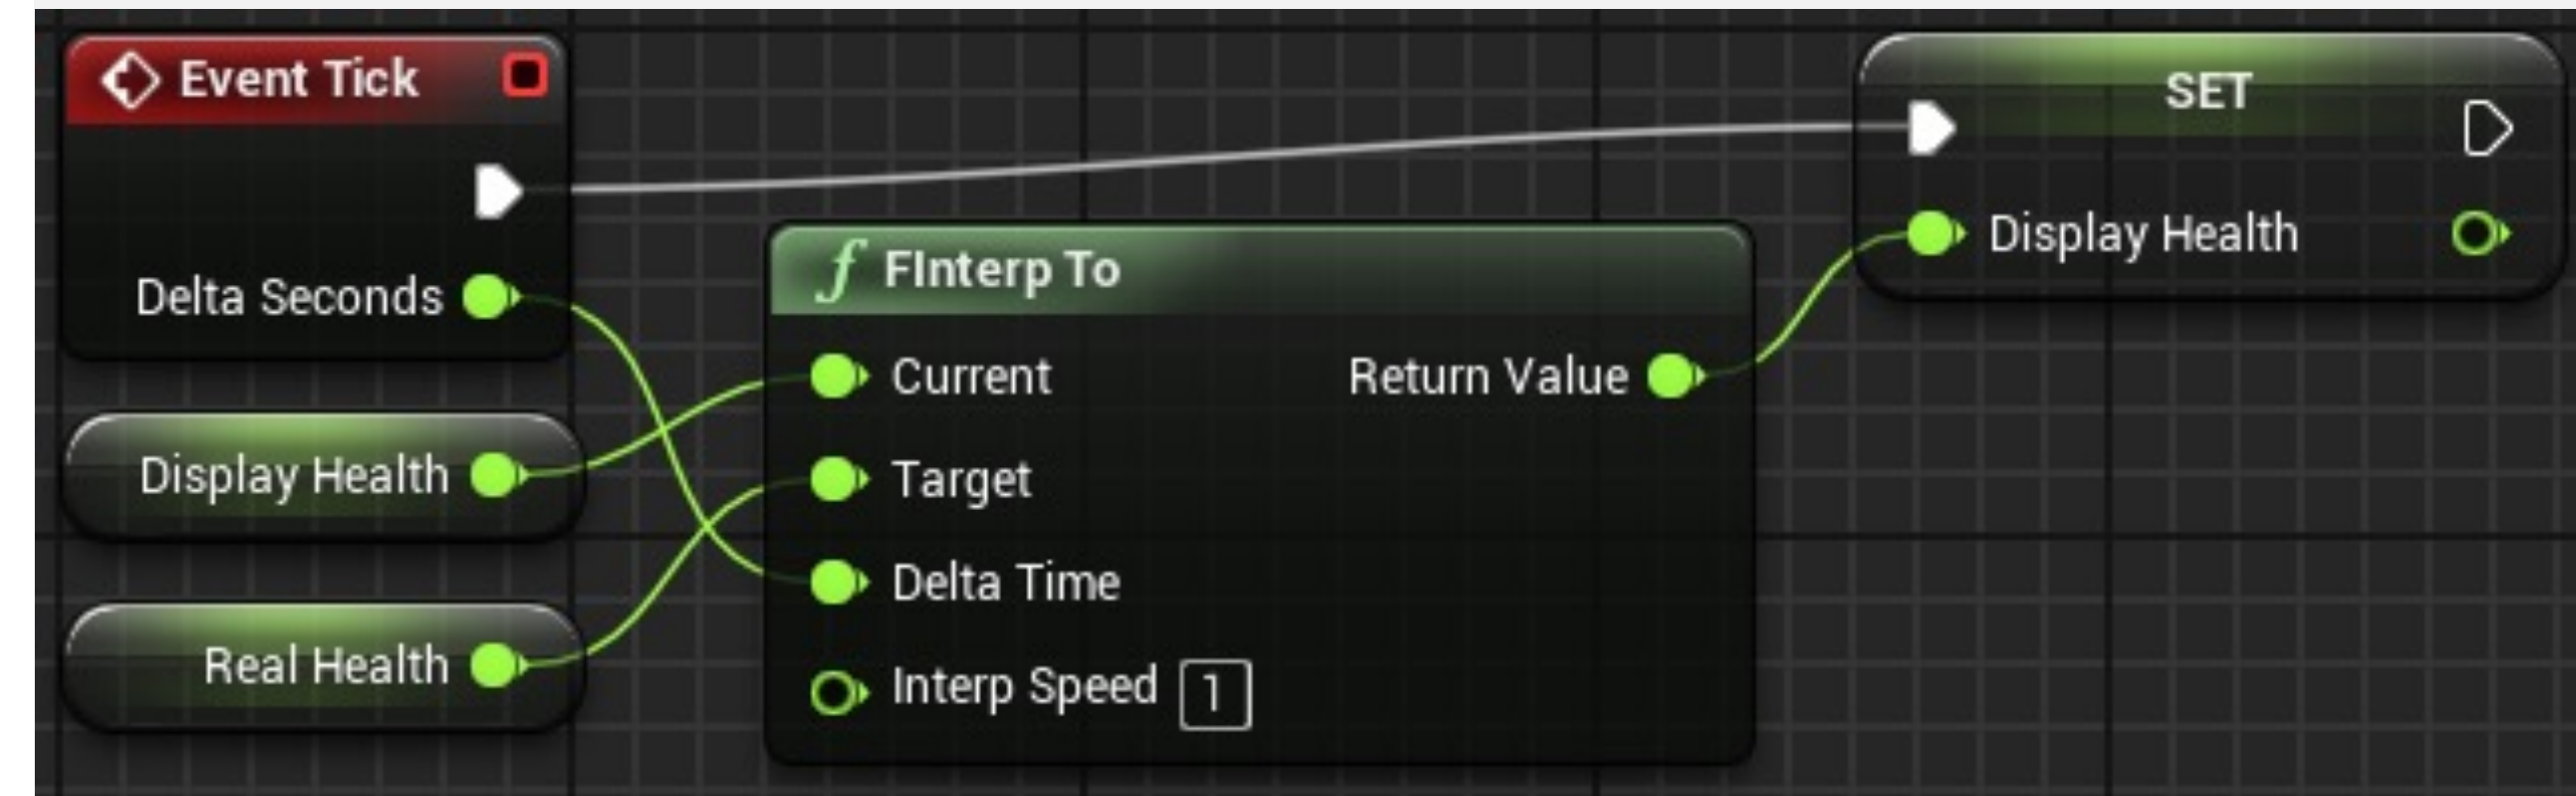 Event Tick
Delta Seconds
Display Health
Real Health
FInterp To
Current
Return Value
Target
Delta Time
Interp Speed 1
SET
Display Health